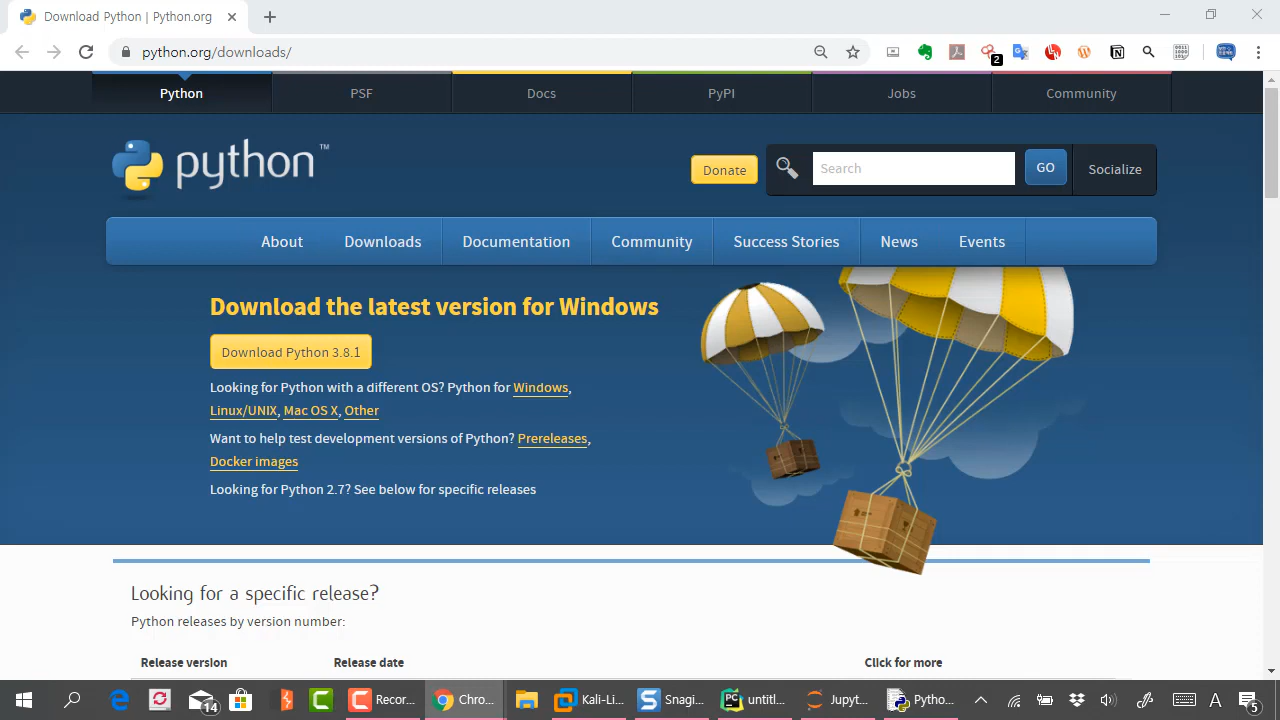 Download Python | Python.org
python.org/downloads/
2
Python
PSF
Docs
PyPI
Jobs
Community
python™
Donate
Search
GO
Socialize
About
Downloads
Documentation
Community
Success Stories
News
Events
Download the latest version for Windows
Download Python 3.8.1
Looking for Python with a different OS? Python for Windows,
Linux/UNIX, Mac OS X, Other
Want to help test development versions of Python? Prereleases,
Docker images
Looking for Python 2.7? See below for specific releases
Looking for a specific release?
Python releases by version number:
Release version
Release date
Click for more
14
Recor...
Chro...
Kali-Li...
Snagi...
PC
untitl...
Jupyt...
Pytho...
A
5